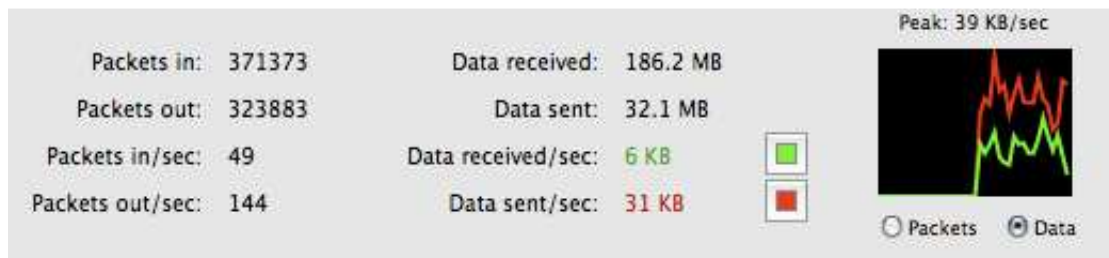 Peak: 39 KB/sec
Packets in: 371373 Data received: 186.2 MB
Packets out: 323883 Data sent: 32.1 MB
Packets in/sec: 49 Data received/sec: 6 KB
Packets out/sec: 144 Data sent/sec: 31 KB
Packets Data